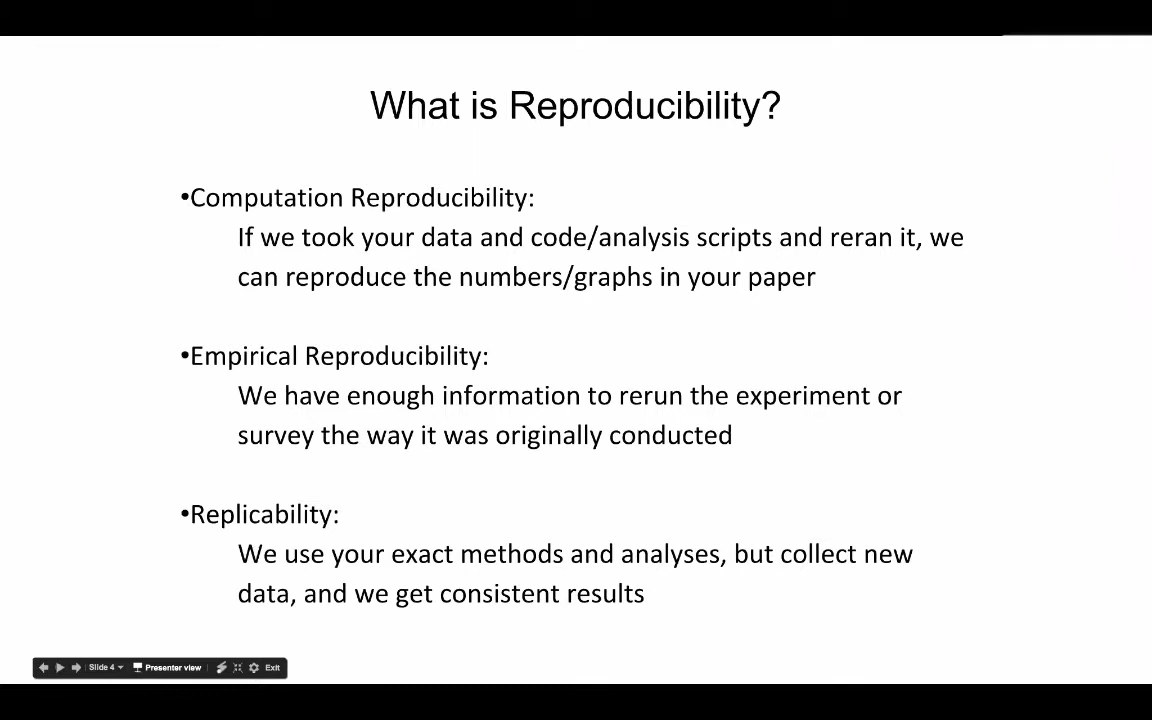 What is Reproducibility?
•Computation Reproducibility:
If we took your data and code/analysis scripts and reran it, we
can reproduce the numbers/graphs in your paper
•Empirical Reproducibility:
We have enough information to rerun the experiment or
survey the way it was originally conducted
•Replicability:
We use your exact methods and analyses, but collect new
data, and we get consistent results
Slide 4 Presenter view Exit